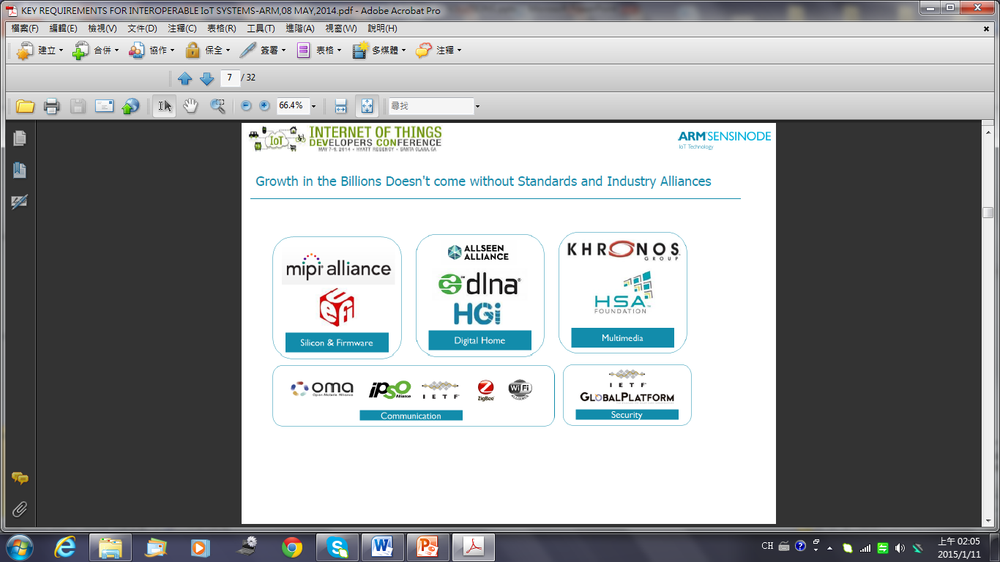 KEY REQUIREMENTS FOR INTEROPERABLE IoT SYSTEMS-ARM,08 MAY,2014.pdf - Adobe Acrobat Pro
檔案(F) 編輯(E) 檢視(V) 文件(D) 注釋(C) 表格(R) 工具(T) 進階(A) 視窗(W) 說明(H)
建立 合併 協作 保全 簽署 表格 多媒體 注釋
7 / 32
66.4% 尋找
IoT
INTERNET OF THINGS
DEVELOPERS CONFERENCE
MAY 7-8, 2014 • HYATT REGENCY • SANTA CLARA, CA
ARM SENSINODE
IoT Technology
Growth in the Billions Doesn't come without Standards and Industry Alliances
mipi alliance
UEFI
Silicon & Firmware
ALLSEEN
ALLIANCE
dlna
HGi
Digital Home
KHRONOS
GROUP
HSA
FOUNDATION
Multimedia
oma
Open Mobile Alliance
ipso
Alliance
IETF
ZigBee
WiFi
ALLIANCE
Communication
IETF
GLOBALPLATFORM
Security
CH
上午 02:05
2015/1/11